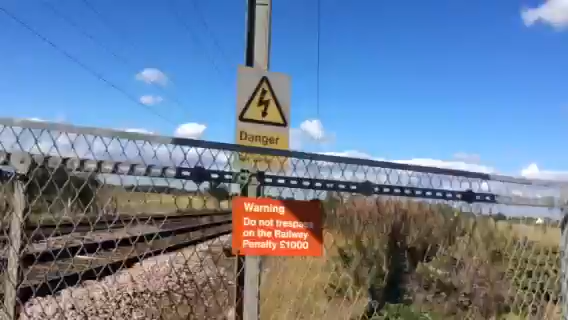 Danger
Warning
Do not trespass
on the Railway
Penalty £1000